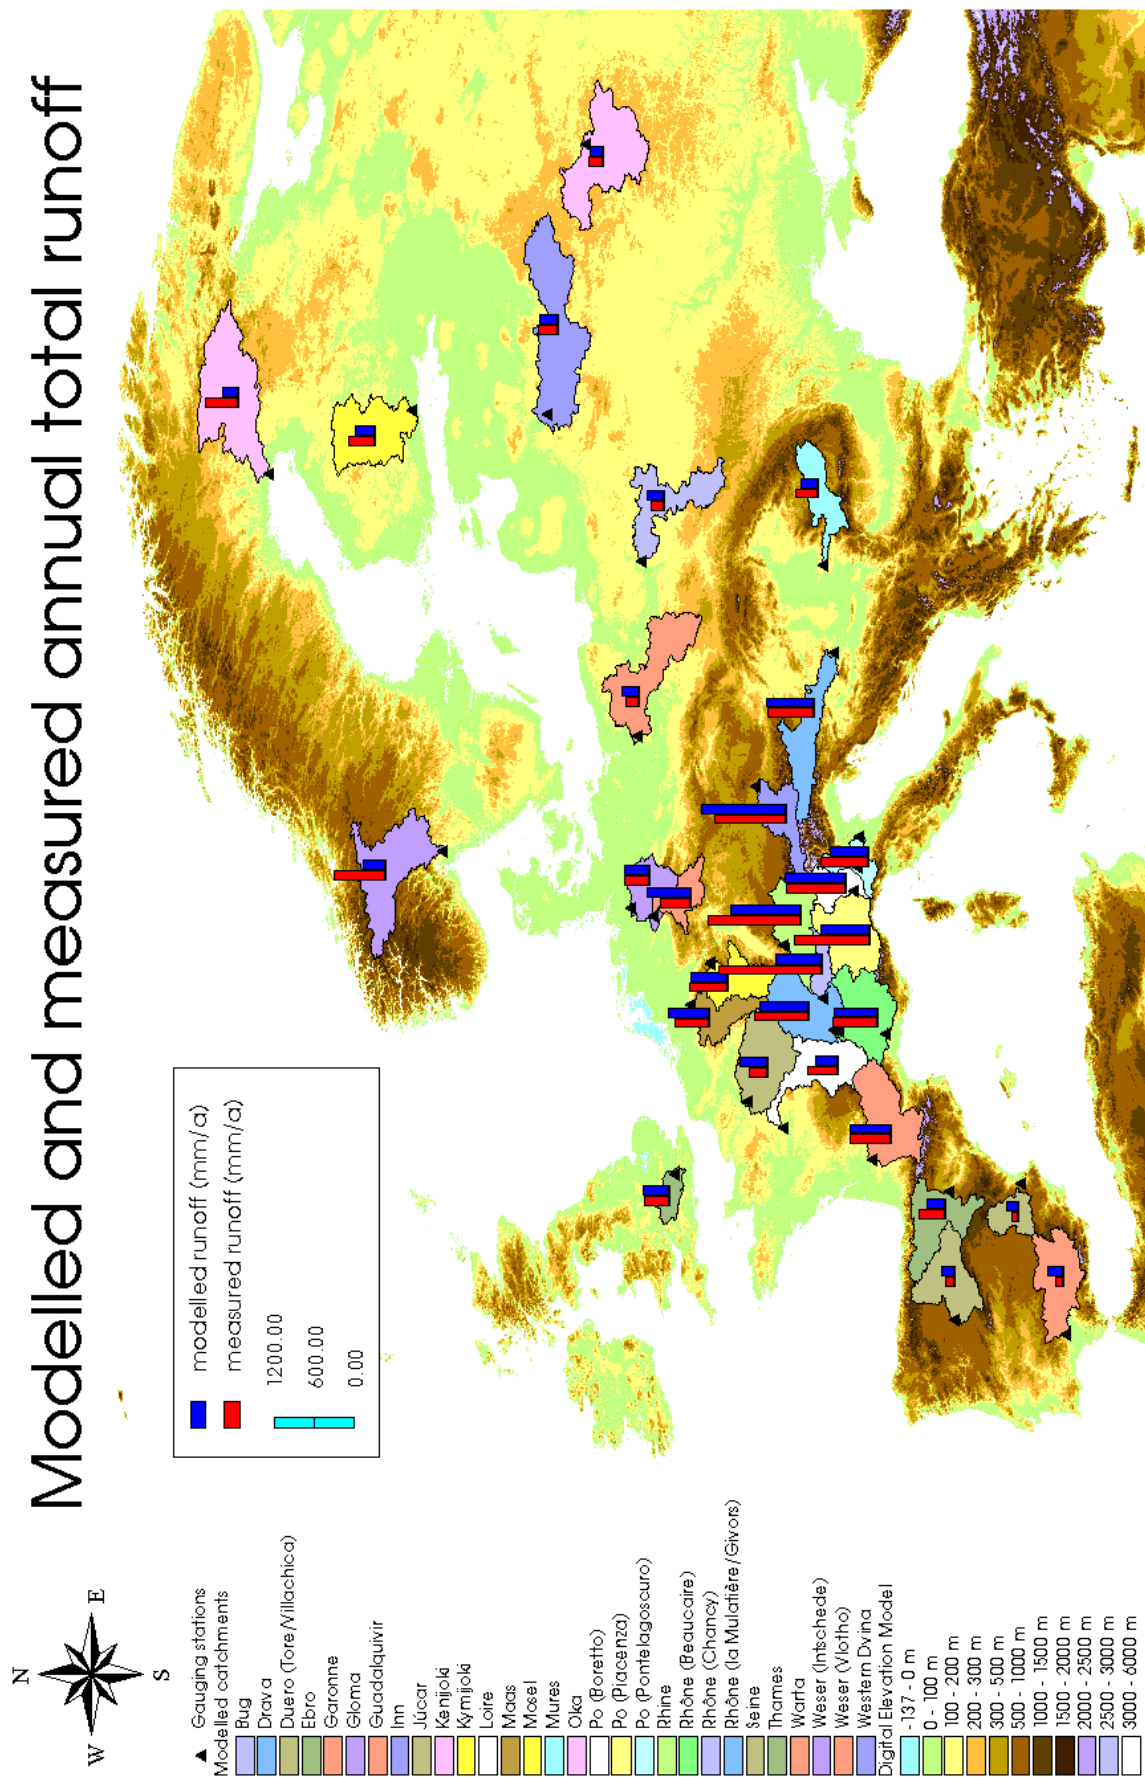 Modelled and measured annual total runoff
N
W
E
S
modelled runoff (mm/a)
measured runoff (mm/a)
1200.00
600.00
0.00
Gauging stations
Modelled catchments
Bug
Drava
Duero (Tore/Villachica)
Ebro
Garonne
Gloma
Guadalquivir
Inn
Júcar
Kenijoki
Kymijoki
Loire
Maas
Mosel
Mures
Oka
Po (Boretto)
Po (Piacenza)
Po (Pontelagoscuro)
Rhine
Rhône (Beaucaire)
Rhône (Chancy)
Rhône (la Mulatière/Givors)
Seine
Thames
Warta
Weser (Intschede)
Weser (Vlotho)
Western Dvina
Digital Elevation Model
-137 - 0 m
0 - 100 m
100 - 200 m
200 - 300 m
300 - 500 m
500 - 1000 m
1000 - 1500 m
1500 - 2000 m
2000 - 2500 m
2500 - 3000 m
3000 - 6000 m